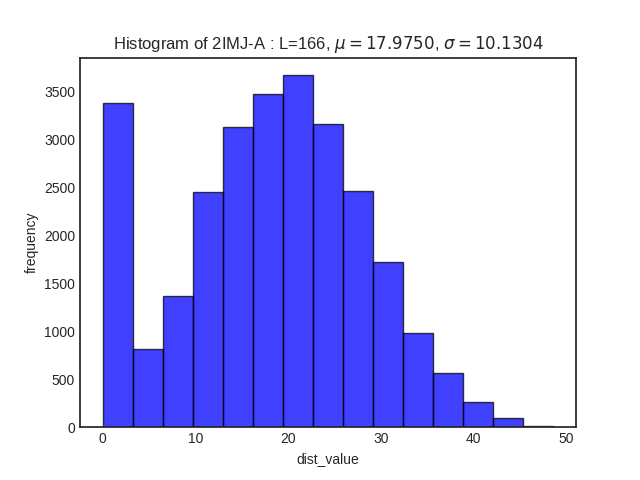 Histogram of 2IMJ-A : L=166, μ = 17.9750, σ = 10.1304
3500
3000
2500
2000
1500
1000
500
0
frequency
0 10 20 30 40 50
dist_value